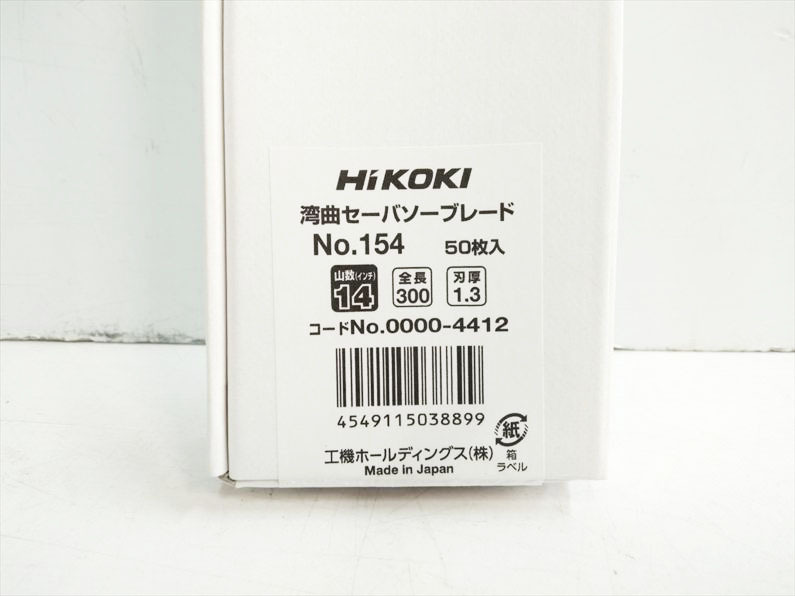 HiKOKI
湾曲セーバソーブレード
No.154 50枚入
山数(インチ) 全長 刃厚
14 300 1.3
コードNo.0000-4412
4549115038899
紙
工機ホールディングス(株) 箱
Made in Japan ラベル